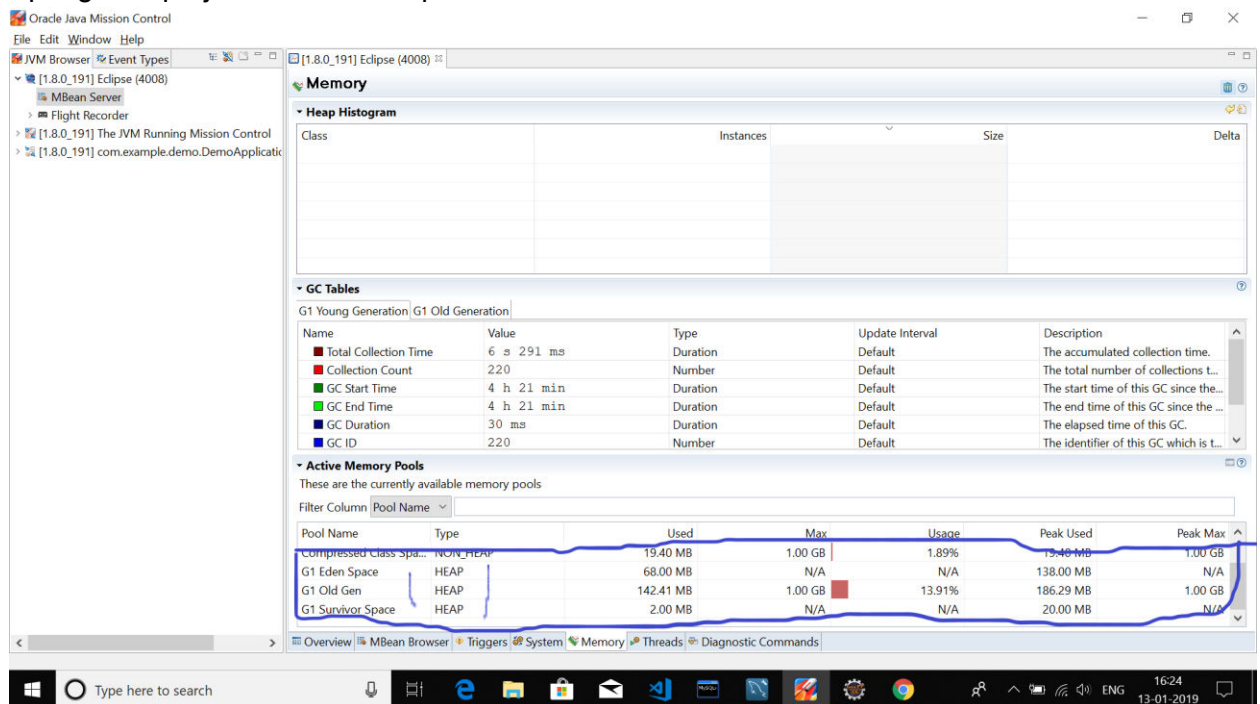 Oracle Java Mission Control
File Edit Window Help
JVM Browser Event Types
[1.8.0_191] Eclipse (4008)
[1.8.0_191] Eclipse (4008)
MBean Server
Flight Recorder
[1.8.0_191] The JVM Running Mission Control
[1.8.0_191] com.example.demo.DemoApplicatic
Memory
Heap Histogram
Class Instances Size Delta
GC Tables
G1 Young Generation G1 Old Generation
Name Value Type Update Interval Description
Total Collection Time 6 s 291 ms Duration Default The accumulated collection time.
Collection Count 220 Number Default The total number of collections t...
GC Start Time 4 h 21 min Duration Default The start time of this GC since the...
GC End Time 4 h 21 min Duration Default The end time of this GC since the ...
GC Duration 30 ms Duration Default The elapsed time of this GC.
GC ID 220 Number Default The identifier of this GC which is t...
Active Memory Pools
These are the currently available memory pools
Filter Column Pool Name
Pool Name Type Used Max Usage Peak Used Peak Max
Compressed Class Spa... NON_HEAP 19.40 MB 1.00 GB 1.89% 19.40 MB 1.00 GB
G1 Eden Space HEAP 68.00 MB N/A N/A 138.00 MB N/A
G1 Old Gen HEAP 142.41 MB 1.00 GB 13.91% 186.29 MB 1.00 GB
G1 Survivor Space HEAP 2.00 MB N/A N/A 20.00 MB N/A
Overview MBean Browser Triggers System Memory Threads Diagnostic Commands
Type here to search
ENG
16:24
13-01-2019